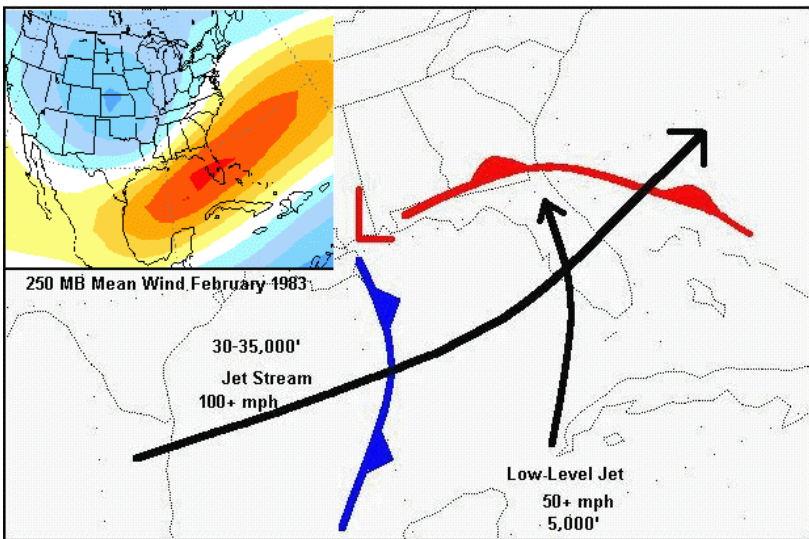 250 MB Mean Wind February 1983
30-35,000'
Jet Stream
100+ mph
L
Low-Level Jet
50+ mph
5,000'